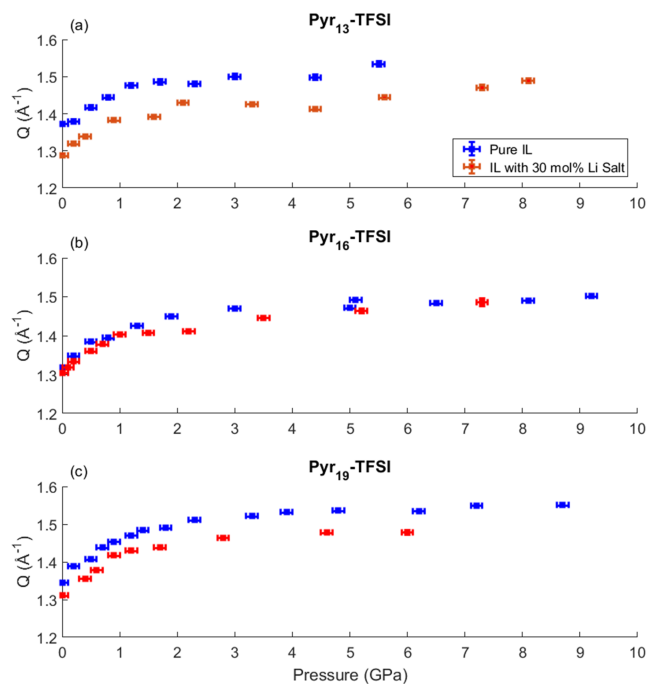 (a)
Pyr13-TFSI
1.6
1.5
1.4
1.3
1.2
Q (Å-1)
0 1 2 3 4 5 6 7 8 9 10
Pure IL
IL with 30 mol% Li Salt
(b)
Pyr16-TFSI
1.6
1.5
1.4
1.3
1.2
Q (Å-1)
0 1 2 3 4 5 6 7 8 9 10
(c)
Pyr19-TFSI
1.6
1.5
1.4
1.3
1.2
Q (Å-1)
0 1 2 3 4 5 6 7 8 9 10
Pressure (GPa)